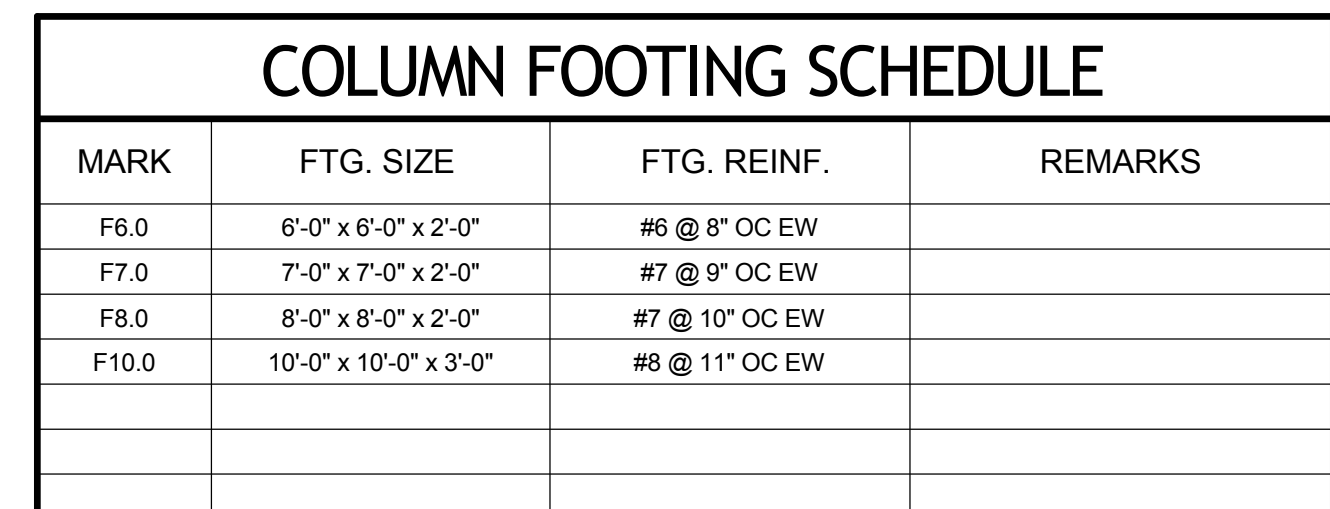 COLUMN FOOTING SCHEDULE
MARK FTG. SIZE FTG. REINF. REMARKS
F6.0 6'-0" x 6'-0" x 2'-0" #6 @ 8" OC EW
F7.0 7'-0" x 7'-0" x 2'-0" #7 @ 9" OC EW
F8.0 8'-0" x 8'-0" x 2'-0" #7 @ 10" OC EW
F10.0 10'-0" x 10'-0" x 3'-0" #8 @ 11" OC EW